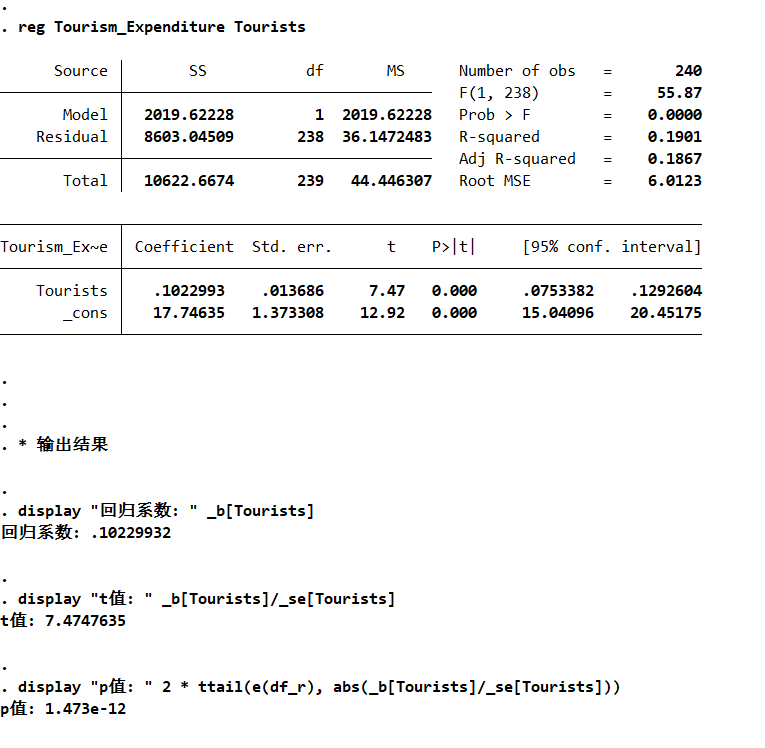 .
. reg Tourism_Expenditure Tourists
Source SS df MS Number of obs = 240
F(1, 238) = 55.87
Model 2019.62228 1 2019.62228 Prob > F = 0.0000
Residual 8603.04509 238 36.1472483 R-squared = 0.1901
Adj R-squared = 0.1867
Total 10622.6674 239 44.446307 Root MSE = 6.0123
Tourism_Ex~e Coefficient Std. err. t P>|t| [95% conf. interval]
Tourists .1022993 .013686 7.47 0.000 .0753382 .1292604
_cons 17.74635 1.373308 12.92 0.000 15.04096 20.45175
.
.
.
. * 输出结果
.
. display "回归系数: " _b[Tourists]
回归系数: .10229932
.
. display "t值: " _b[Tourists]/_se[Tourists]
t值: 7.4747635
.
. display "p值: " 2 * ttail(e(df_r), abs(_b[Tourists]/_se[Tourists]))
p值: 1.473e-12